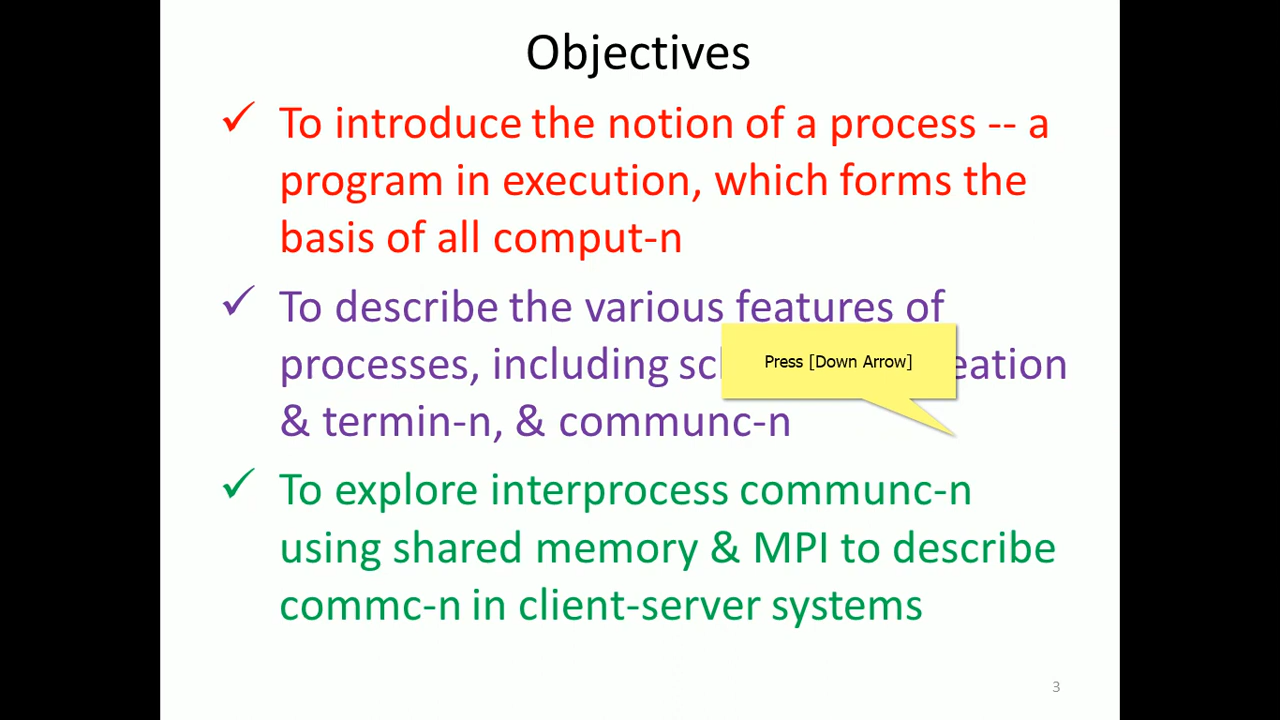 Objectives
✓ To introduce the notion of a process -- a
program in execution, which forms the
basis of all comput-n
✓ To describe the various features of
processes, including
Press [Down Arrow]
& termin-n, & communc-n
✓ To explore interprocess communc-n
using shared memory & MPI to describe
commc-n in client-server systems
3